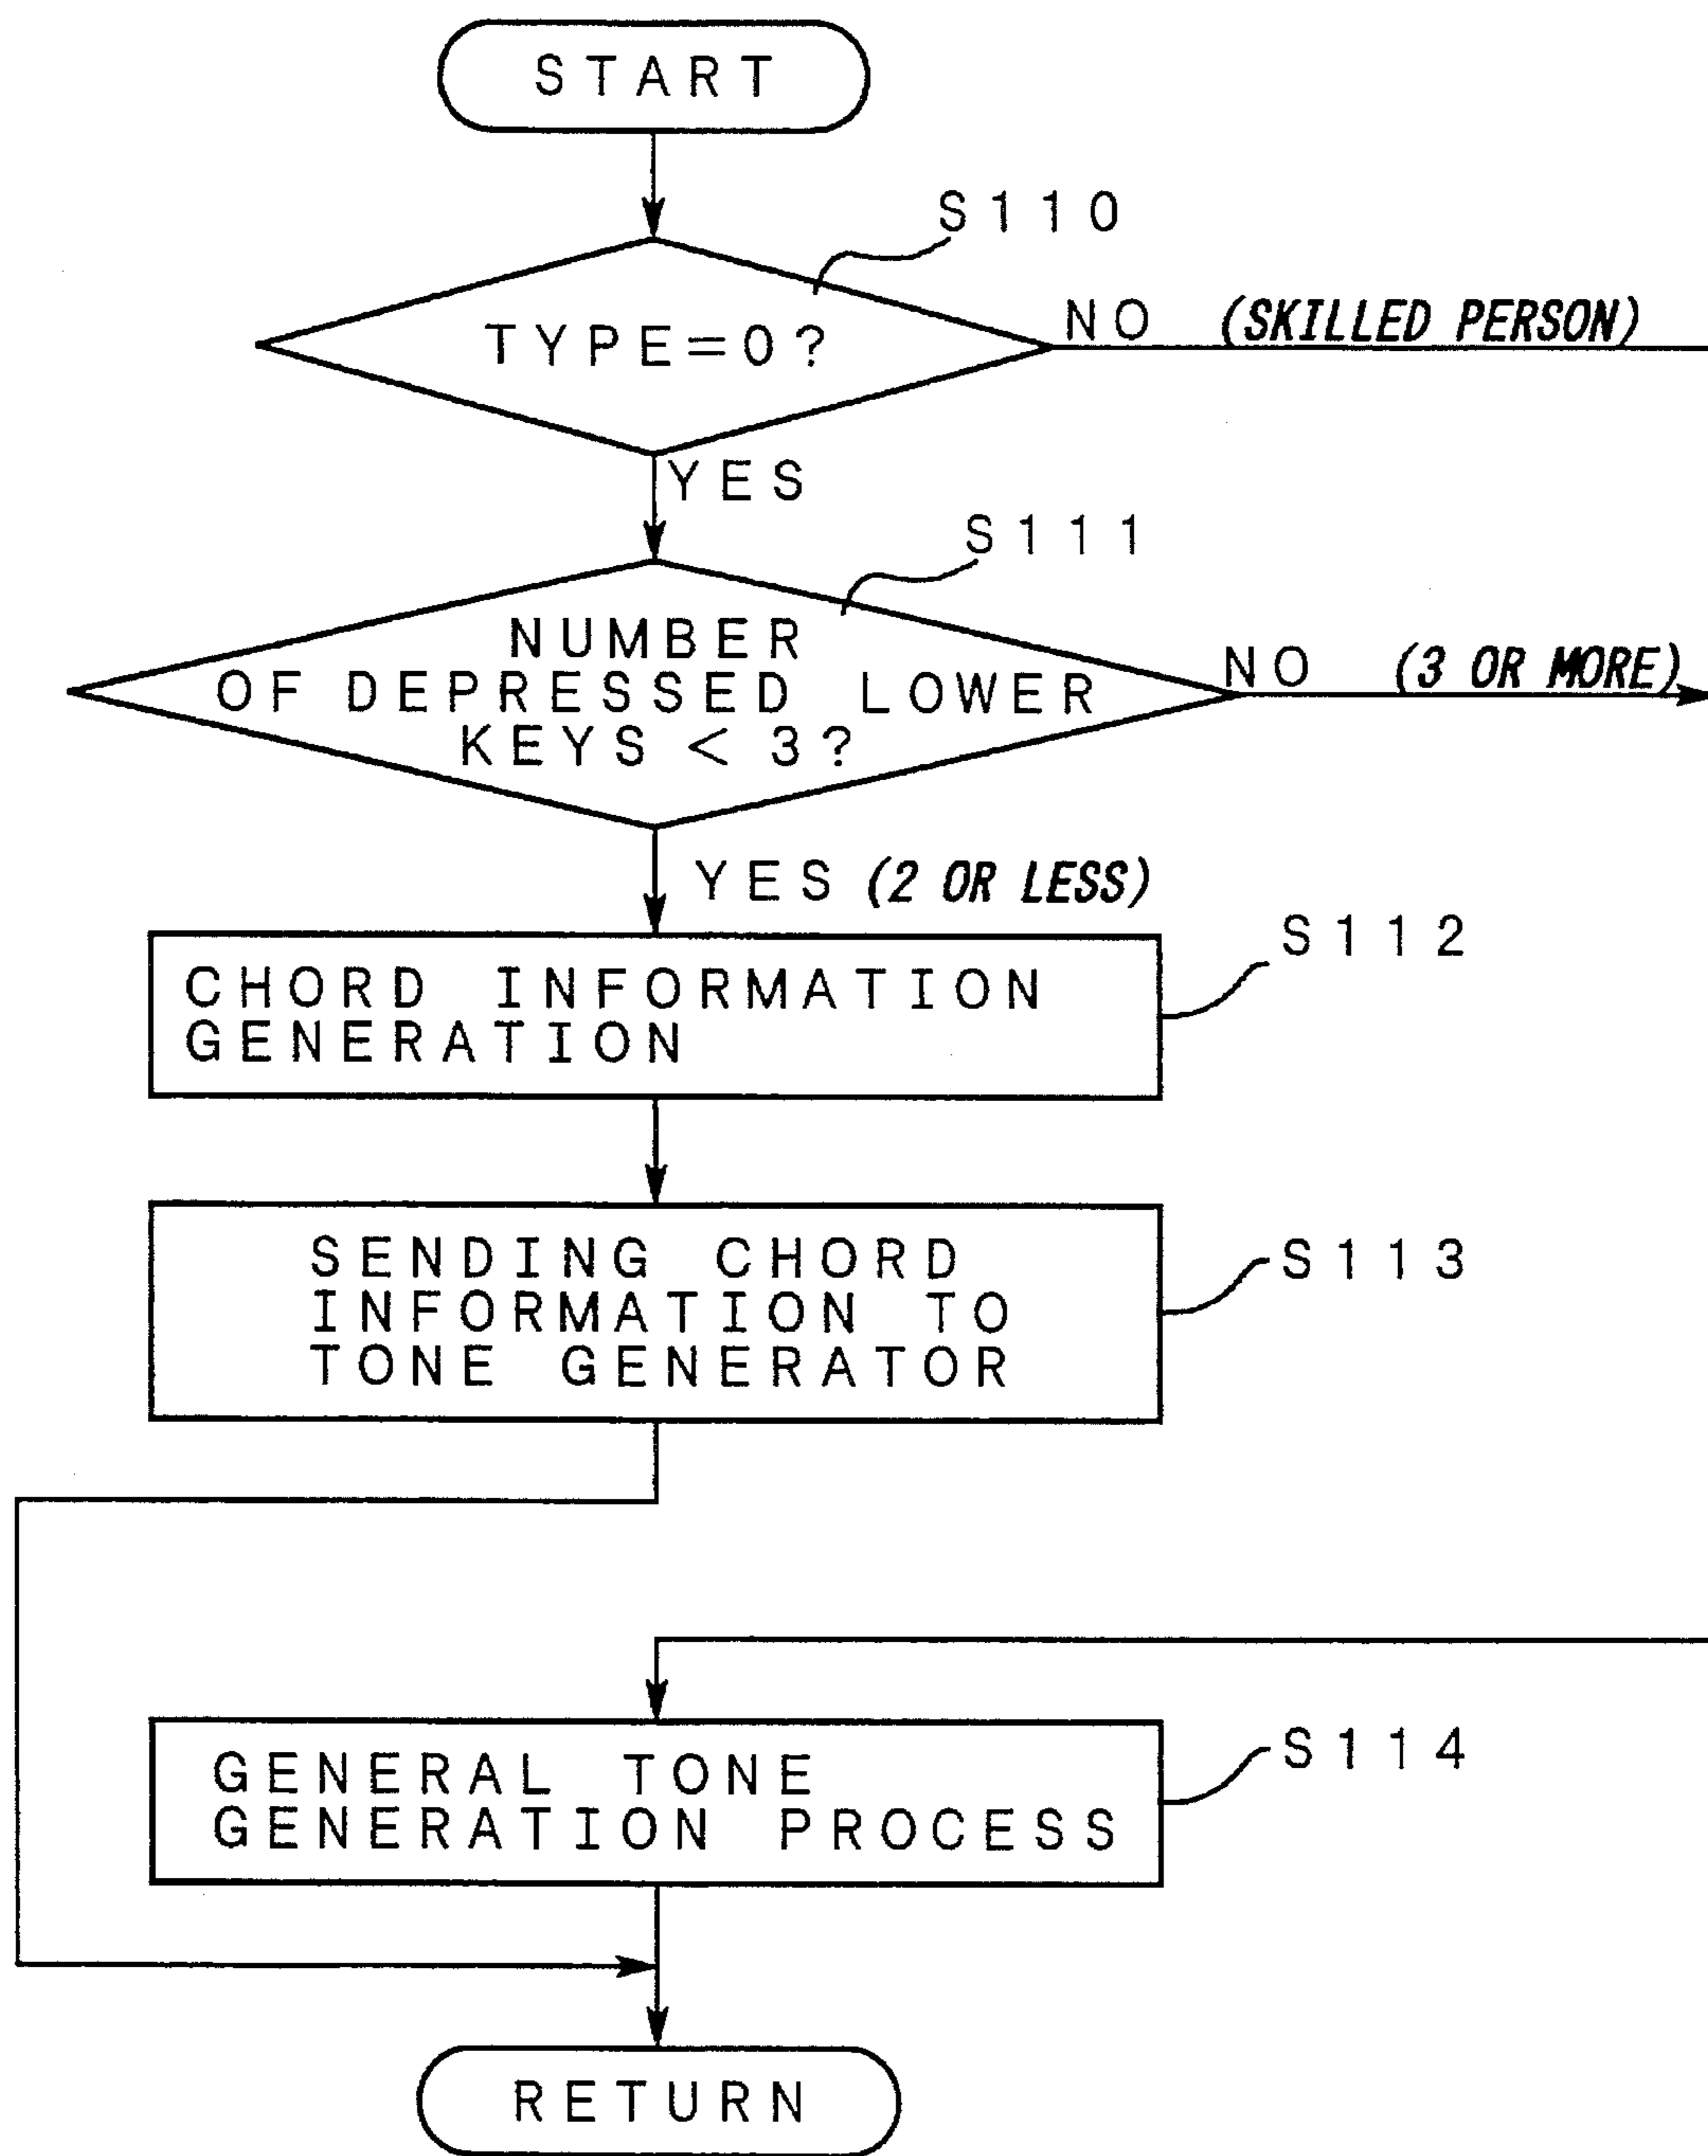 START
S110
TYPE=0?
NO (SKILLED PERSON)
YES
S111
NUMBER
OF DEPRESSED LOWER
KEYS < 3?
NO (3 OR MORE)
YES (2 OR LESS)
S112
CHORD INFORMATION
GENERATION
S113
SENDING CHORD
INFORMATION TO
TONE GENERATOR
S114
GENERAL TONE
GENERATION PROCESS
RETURN